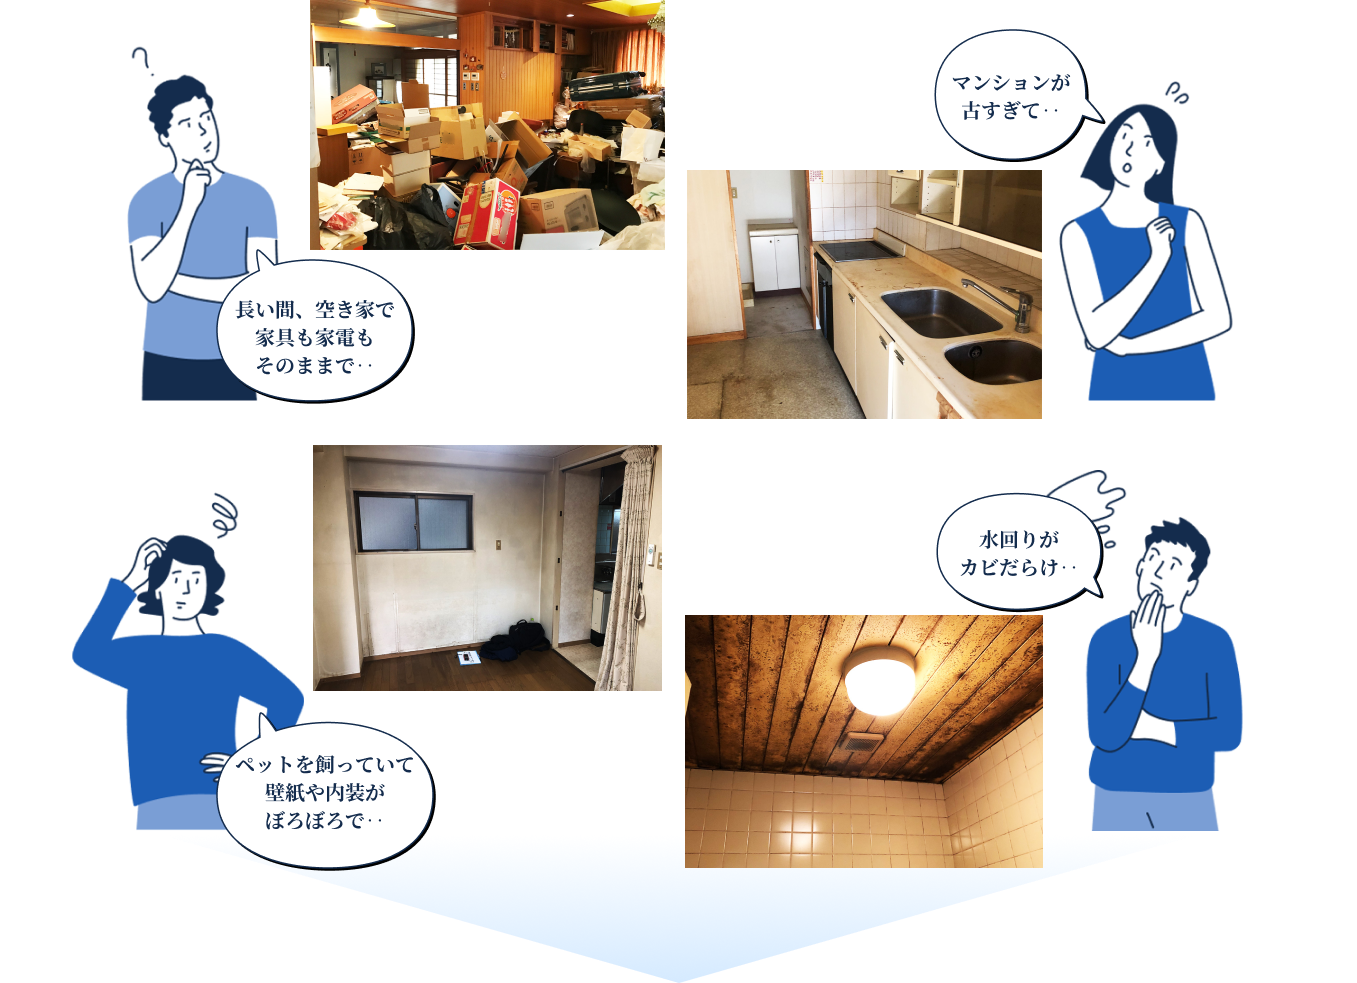 マンションが
古すぎて‥
長い間、空き家で
家具も家電も
そのままで‥
水回りが
カビだらけ‥
ペットを飼っていて
壁紙や内装が
ぼろぼろで‥